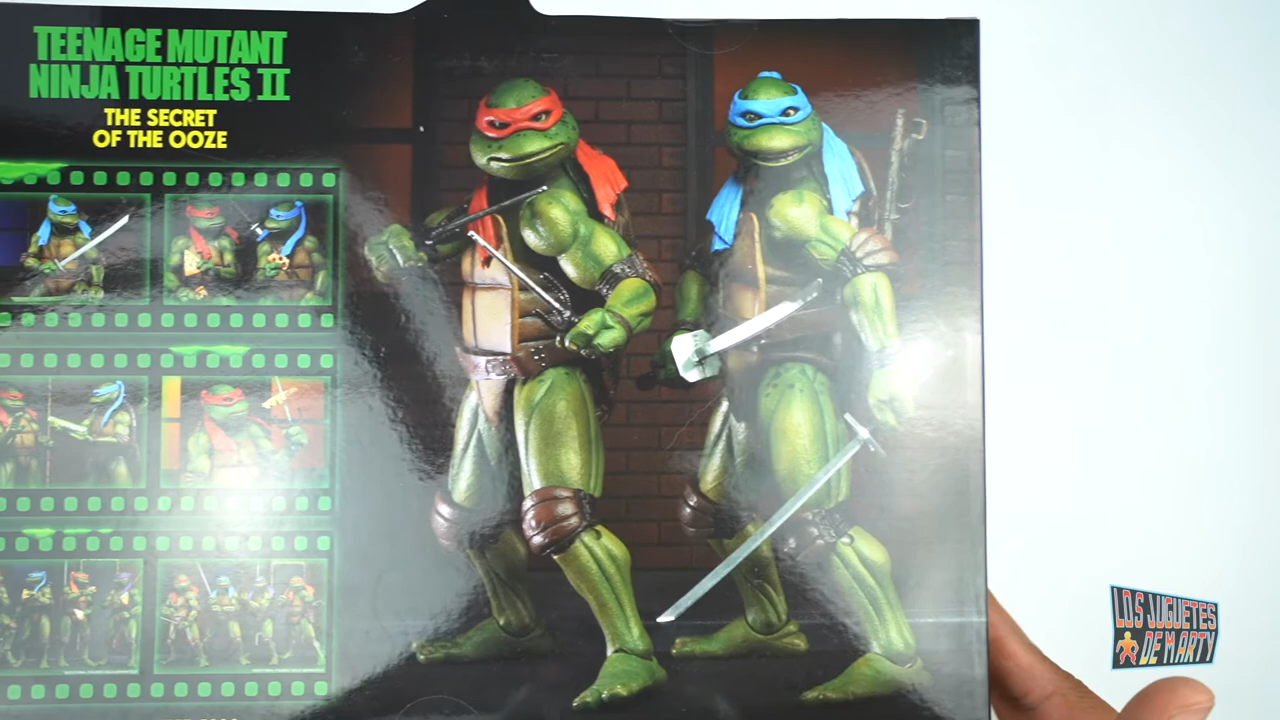 TEENAGE MUTANT
NINJA TURTLES II
THE SECRET
OF THE OOZE
LOS JUGUETES
DE MARTY